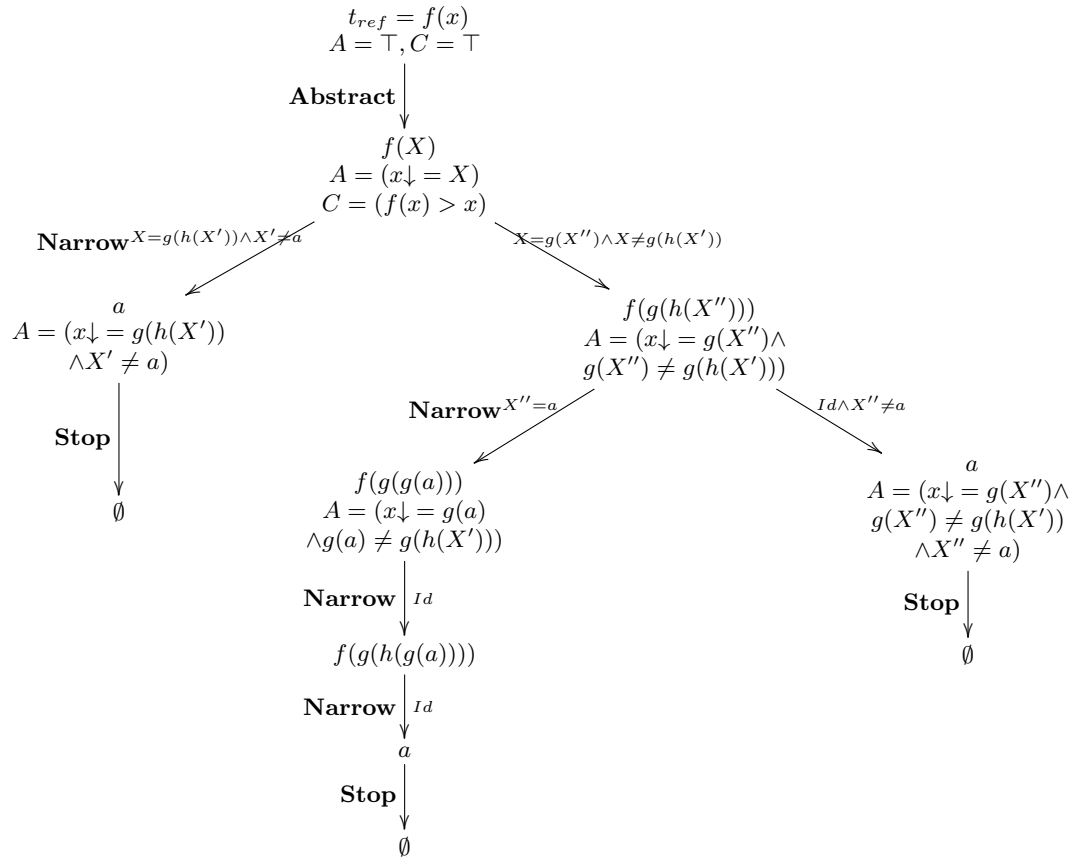 t_{ref} = f(x)
A = ⊤, C = ⊤
Abstract
f(X)
A = (x↓ = X)
C = (f(x) > x)
Narrow X=g(h(X′))∧X′≠a
X=g(X′′)∧X≠g(h(X′))
a
A = (x↓ = g(h(X′))
∧X′ ≠ a)
f(g(h(X′′)))
A = (x↓ = g(X′′)∧
g(X′′) ≠ g(h(X′)))
Stop
∅
Narrow X′′=a
Id∧X′′≠a
f(g(g(a)))
A = (x↓ = g(a)
∧g(a) ≠ g(h(X′)))
a
A = (x↓ = g(X′′)∧
g(X′′) ≠ g(h(X′))
∧X′′ ≠ a)
Narrow Id
Stop
∅
f(g(h(g(a))))
Narrow Id
a
Stop
∅